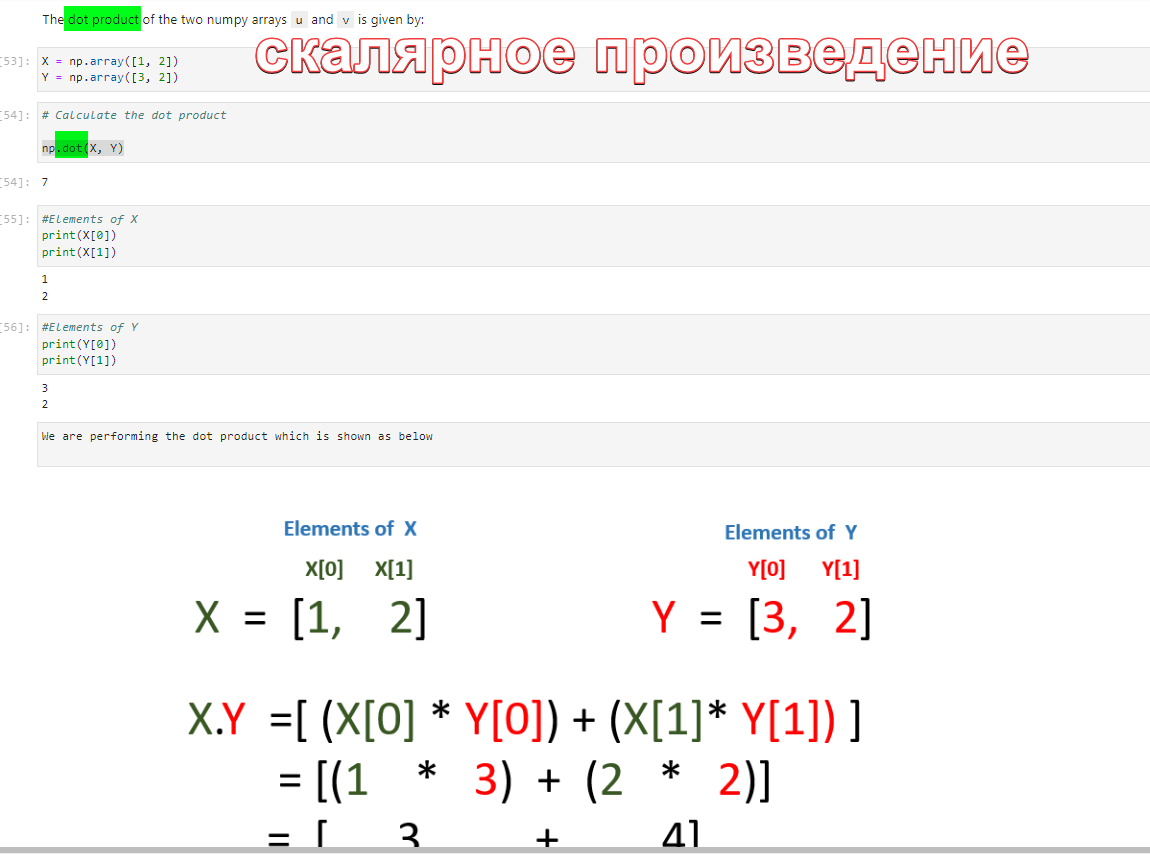 The dot product of the two numpy arrays u and v is given by:
скалярное произведение
[53]: X = np.array([1, 2])
Y = np.array([3, 2])
[54]: # Calculate the dot product
np.dot(X, Y)
[54]: 7
[55]: #Elements of X
print(X[0])
print(X[1])
1
2
[56]: #Elements of Y
print(Y[0])
print(Y[1])
3
2
We are performing the dot product which is shown as below
Elements of X
X[0] X[1]
X = [1, 2]
Elements of Y
Y[0] Y[1]
Y = [3, 2]
X.Y =[ (X[0] * Y[0]) + (X[1]* Y[1]) ]
= [(1 * 3) + (2 * 2)]
= [ 3 + 4]